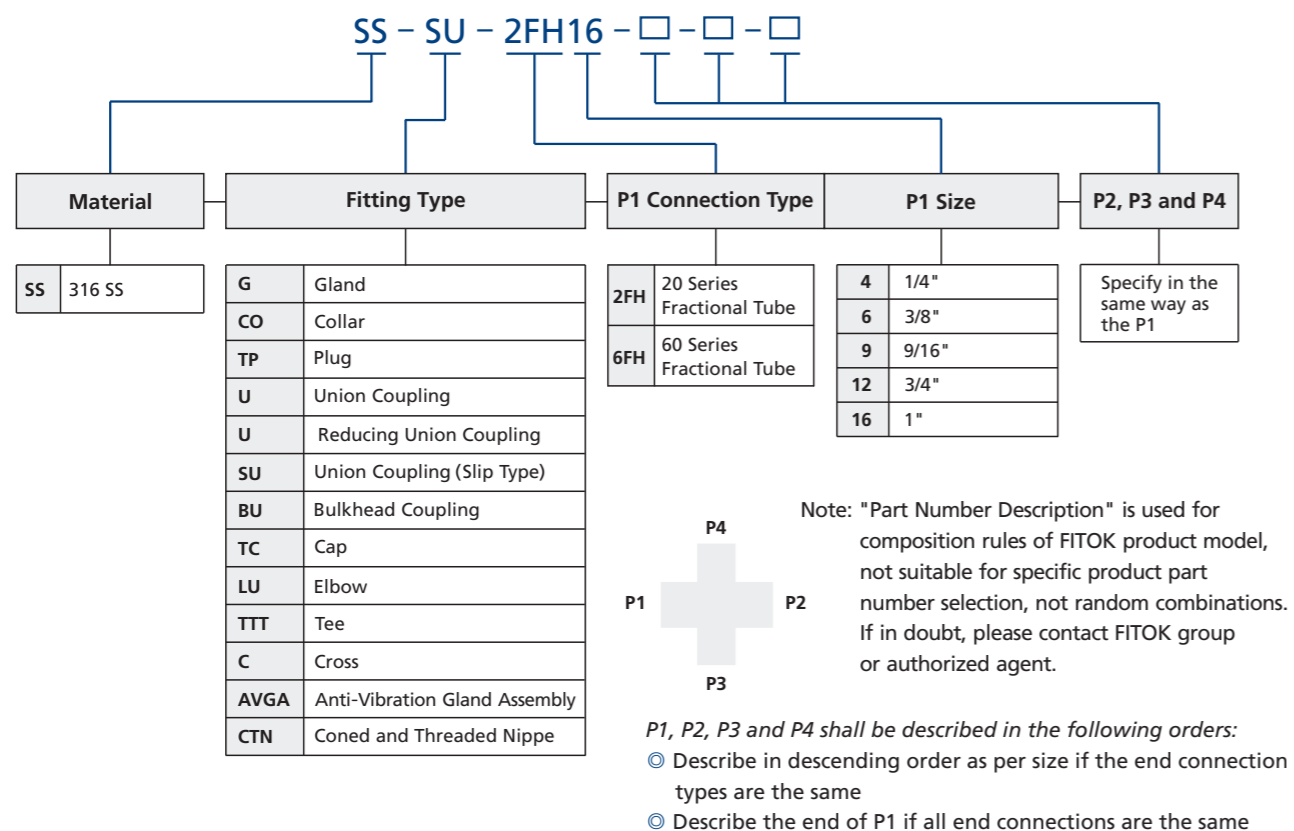 SS – SU – 2FH16 – □ – □ – □
Material
Fitting Type
P1 Connection Type
P1 Size
P2, P3 and P4
SS 316 SS
G Gland
CO Collar
TP Plug
U Union Coupling
U Reducing Union Coupling
SU Union Coupling (Slip Type)
BU Bulkhead Coupling
TC Cap
LU Elbow
TTT Tee
C Cross
AVGA Anti-Vibration Gland Assembly
CTN Coned and Threaded Nippe
2FH 20 Series
Fractional Tube
6FH 60 Series
Fractional Tube
4 1/4"
6 3/8"
9 9/16"
12 3/4"
16 1"
Specify in the
same way as
the P1
P4
P1
P2
P3
Note: "Part Number Description" is used for
composition rules of FITOK product model,
not suitable for specific product part
number selection, not random combinations.
If in doubt, please contact FITOK group
or authorized agent.
P1, P2, P3 and P4 shall be described in the following orders:
◎ Describe in descending order as per size if the end connection
types are the same
◎ Describe the end of P1 if all end connections are the same